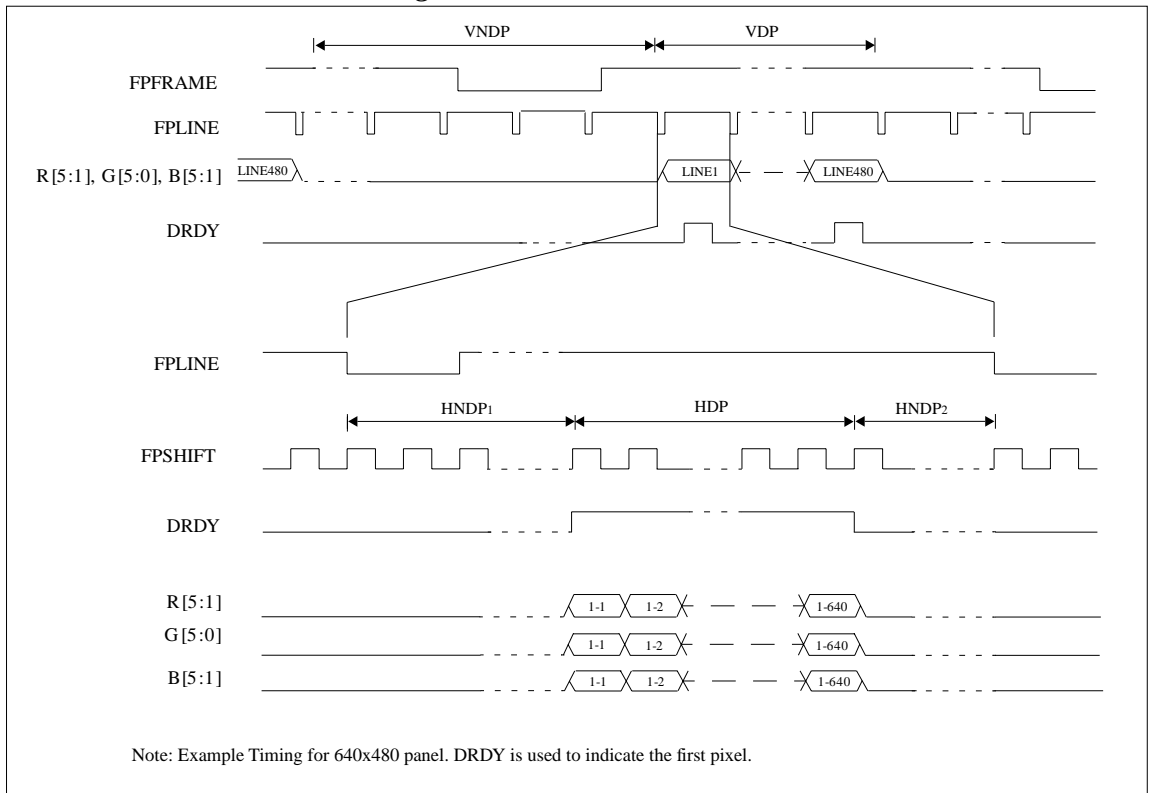 VNDP VDP
FPFRAME
FPLINE
R[5:1], G[5:0], B[5:1] LINE480 LINE1 LINE480
DRDY
FPLINE
HNDP1 HDP HNDP2
FPSHIFT
DRDY
R[5:1] 1-1 1-2 1-640
G[5:0] 1-1 1-2 1-640
B[5:1] 1-1 1-2 1-640
Note: Example Timing for 640x480 panel. DRDY is used to indicate the first pixel.